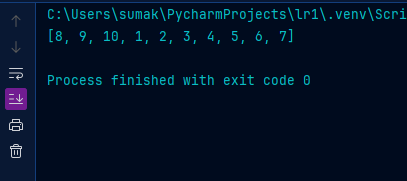 C:\Users\sumak\PycharmProjects\lr1\.venv\Scri
[8, 9, 10, 1, 2, 3, 4, 5, 6, 7]
Process finished with exit code 0